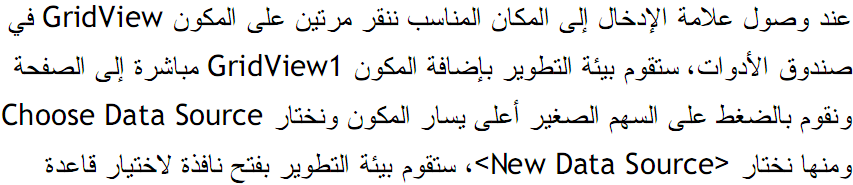 عند وصول علامة الإدخال إلى المكان المناسب ننقر مرتين على المكون GridView في
صندوق الأدوات، ستقوم بيئة التطوير بإضافة المكون GridView1 مباشرة إلى الصفحة
ونقوم بالضغط على السهم الصغير أعلى يسار المكون ونختار Choose Data Source
ومنها نختار <New Data Source>، ستقوم بيئة التطوير بفتح نافذة لاختيار قاعدة